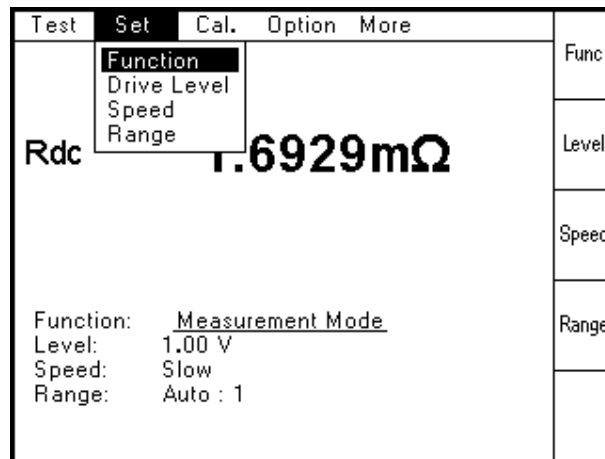 Test Set Cal. Option More
Function
Drive Level
Speed
Range
Rdc 1.6929mΩ
Function: Measurement Mode
Level: 1.00 V
Speed: Slow
Range: Auto : 1
Func
Level
Speed
Range